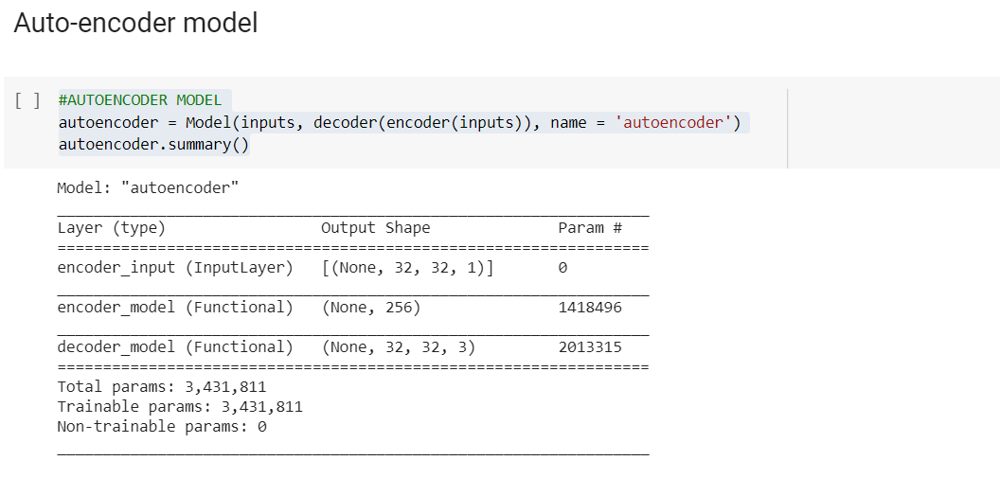 Auto-encoder model
[ ] #AUTOENCODER MODEL
autoencoder = Model(inputs, decoder(encoder(inputs)), name = 'autoencoder')
autoencoder.summary()
Model: "autoencoder"
_________________________________________________________________
Layer (type) Output Shape Param #
=================================================================
encoder_input (InputLayer) [(None, 32, 32, 1)] 0
_________________________________________________________________
encoder_model (Functional) (None, 256) 1418496
_________________________________________________________________
decoder_model (Functional) (None, 32, 32, 3) 2013315
=================================================================
Total params: 3,431,811
Trainable params: 3,431,811
Non-trainable params: 0
_________________________________________________________________